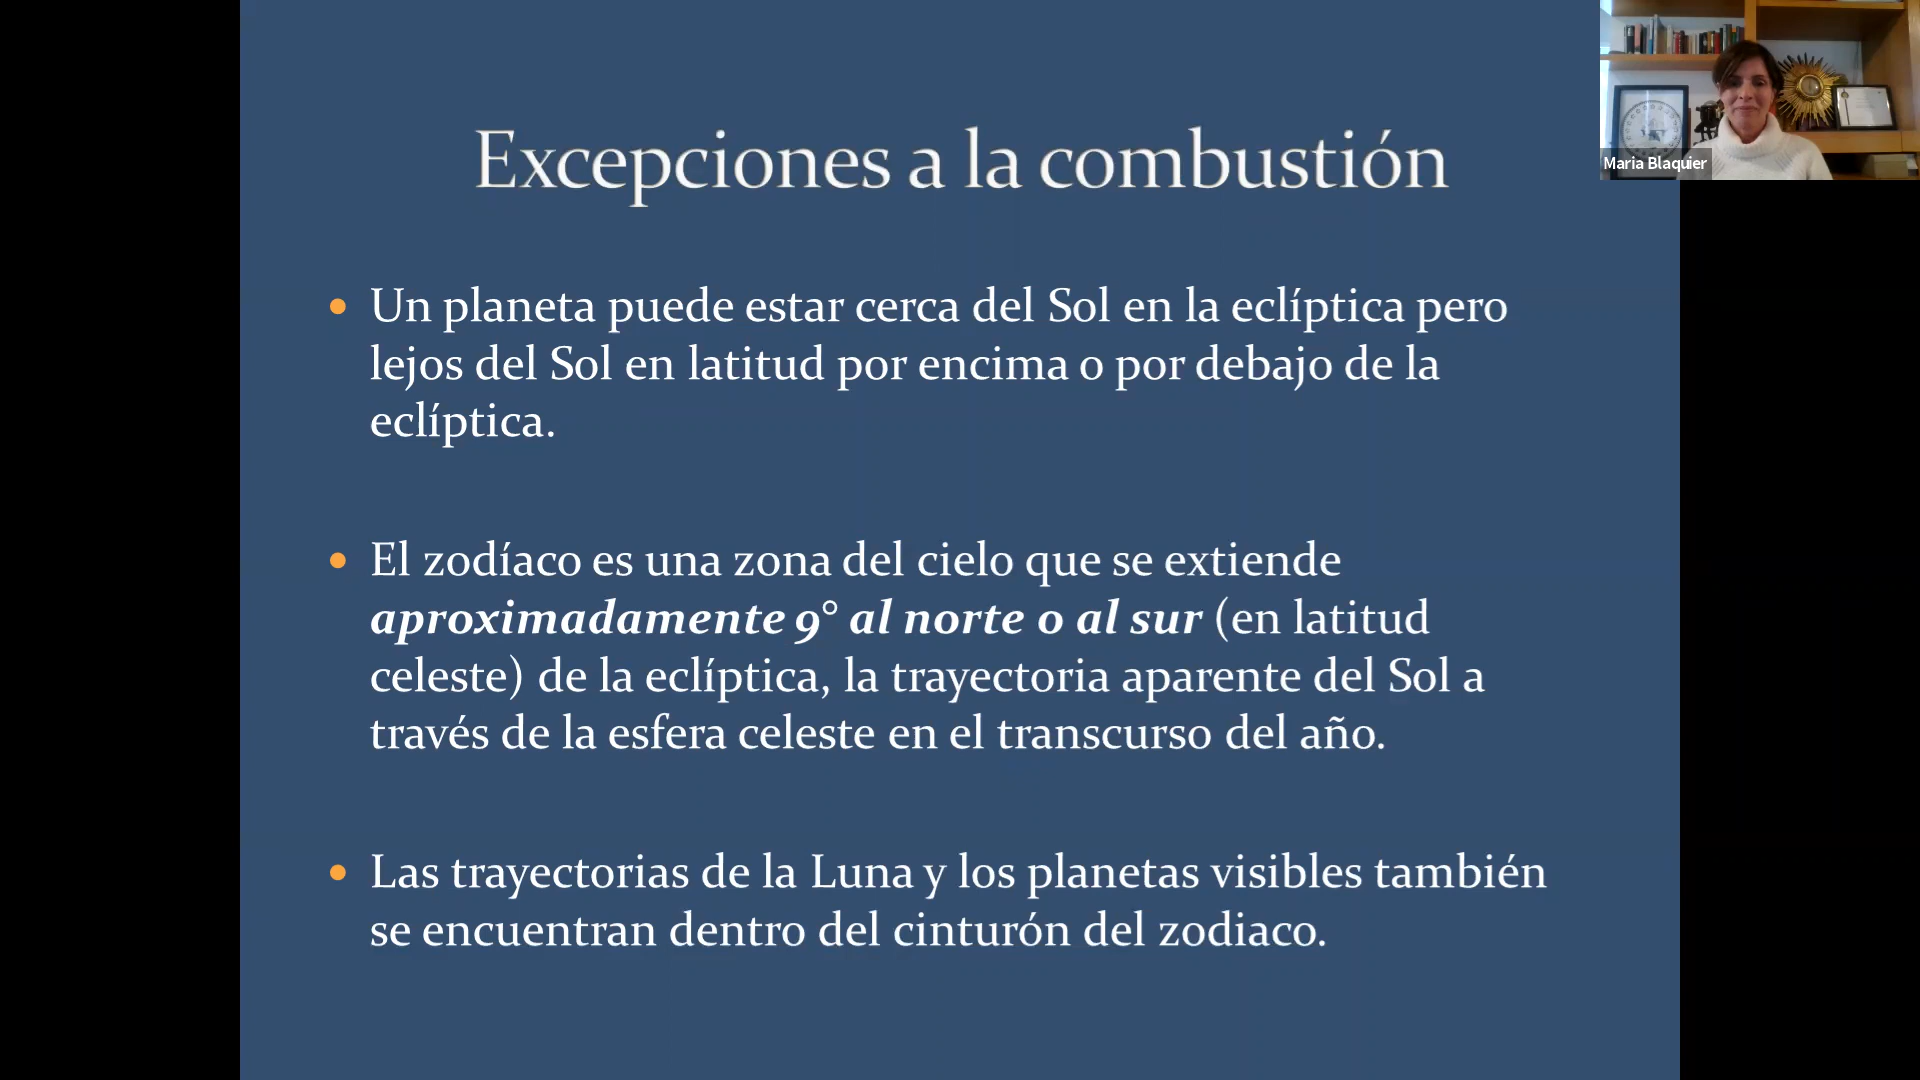 Excepciones a la combustión
Maria Blaquier
• Un planeta puede estar cerca del Sol en la eclíptica pero
lejos del Sol en latitud por encima o por debajo de la
eclíptica.
• El zodíaco es una zona del cielo que se extiende
aproximadamente 9° al norte o al sur (en latitud
celeste) de la eclíptica, la trayectoria aparente del Sol a
través de la esfera celeste en el transcurso del año.
• Las trayectorias de la Luna y los planetas visibles también
se encuentran dentro del cinturón del zodiaco.